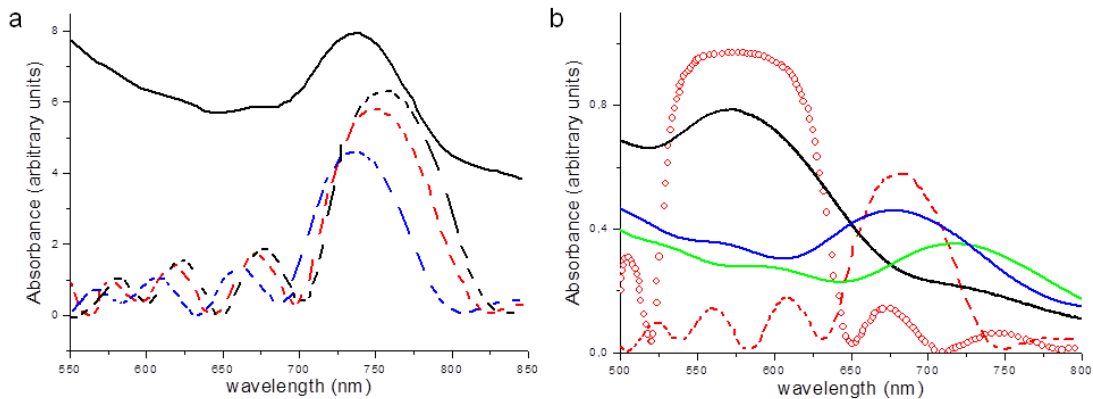 a
8
6
4
2
0
Absorbance (arbitrary units)
550 600 650 700 750 800 850
wavelength (nm)
b
0.8
0.4
0.0
Absorbance (arbitrary units)
500 550 600 650 700 750 800
wavelength (nm)